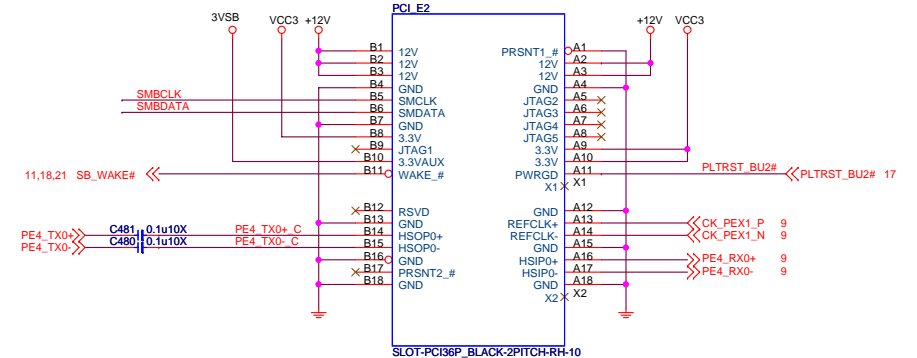 PCI_E2
3VSB VCC3 +12V +12V VCC3
B1 12V PRSNT1_# A1
B2 12V 12V A2
B3 12V 12V A3
B4 GND GND A4
SMBCLK B5 SMCLK JTAG2 A5
SMBDATA B6 SMDATA JTAG3 A6
B7 GND JTAG4 A7
B8 3.3V JTAG5 A8
B9 JTAG1 3.3V A9
B10 3.3VAUX 3.3V A10
11,18,21 SB_WAKE# B11 WAKE_# PWRGD A11 PLTRST_BU2# PLTRST_BU2# 17
X1 X1
B12 RSVD GND A12
B13 GND REFCLK+ A13 CK_PEX1_P 9
PE4_TX0+ C481 0.1u10X PE4_TX0+_C B14 HSOP0+ REFCLK- A14 CK_PEX1_N 9
PE4_TX0- C480 0.1u10X PE4_TX0-_C B15 HSOP0- GND A15
B16 GND HSIP0+ A16 PE4_RX0+ 9
B17 PRSNT2_# HSIP0- A17 PE4_RX0- 9
B18 GND GND A18
X2 X2
SLOT-PCI36P_BLACK-2PITCH-RH-10